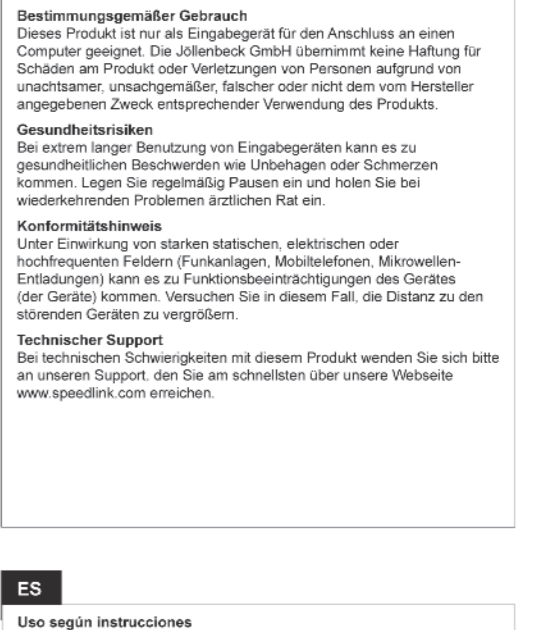 Bestimmungsgemäßer Gebrauch
Dieses Produkt ist nur als Eingabegerät für den Anschluss an einen
Computer geeignet. Die Jöllenbeck GmbH übernimmt keine Haftung für
Schäden am Produkt oder Verletzungen von Personen aufgrund von
unachtsamer, unsachgemäßer, falscher oder nicht dem vom Hersteller
angegebenen Zweck entsprechender Verwendung des Produkts.
Gesundheitsrisiken
Bei extrem langer Benutzung von Eingabegeräten kann es zu
gesundheitlichen Beschwerden wie Unbehagen oder Schmerzen
kommen. Legen Sie regelmäßig Pausen ein und holen Sie bei
wiederkehrenden Problemen ärztlichen Rat ein.
Konformitätshinweis
Unter Einwirkung von starken statischen, elektrischen oder
hochfrequenten Feldern (Funkanlagen, Mobiltelefonen, Mikrowellen-
Entladungen) kann es zu Funktionsbeeinträchtigungen des Gerätes
(der Geräte) kommen. Versuchen Sie in diesem Fall, die Distanz zu den
störenden Geräten zu vergrößern.
Technischer Support
Bei technischen Schwierigkeiten mit diesem Produkt wenden Sie sich bitte
an unseren Support. den Sie am schnellsten über unsere Webseite
www.speedlink.com erreichen.
ES
Uso según instrucciones